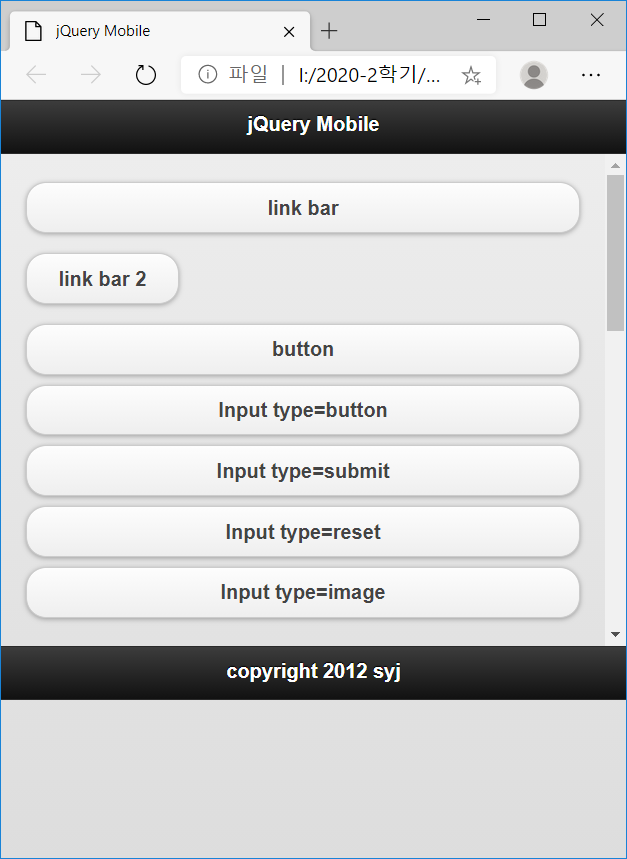 jQuery Mobile
파일 | I:/2020-2학기/...
jQuery Mobile
link bar
link bar 2
button
Input type=button
Input type=submit
Input type=reset
Input type=image
copyright 2012 syj